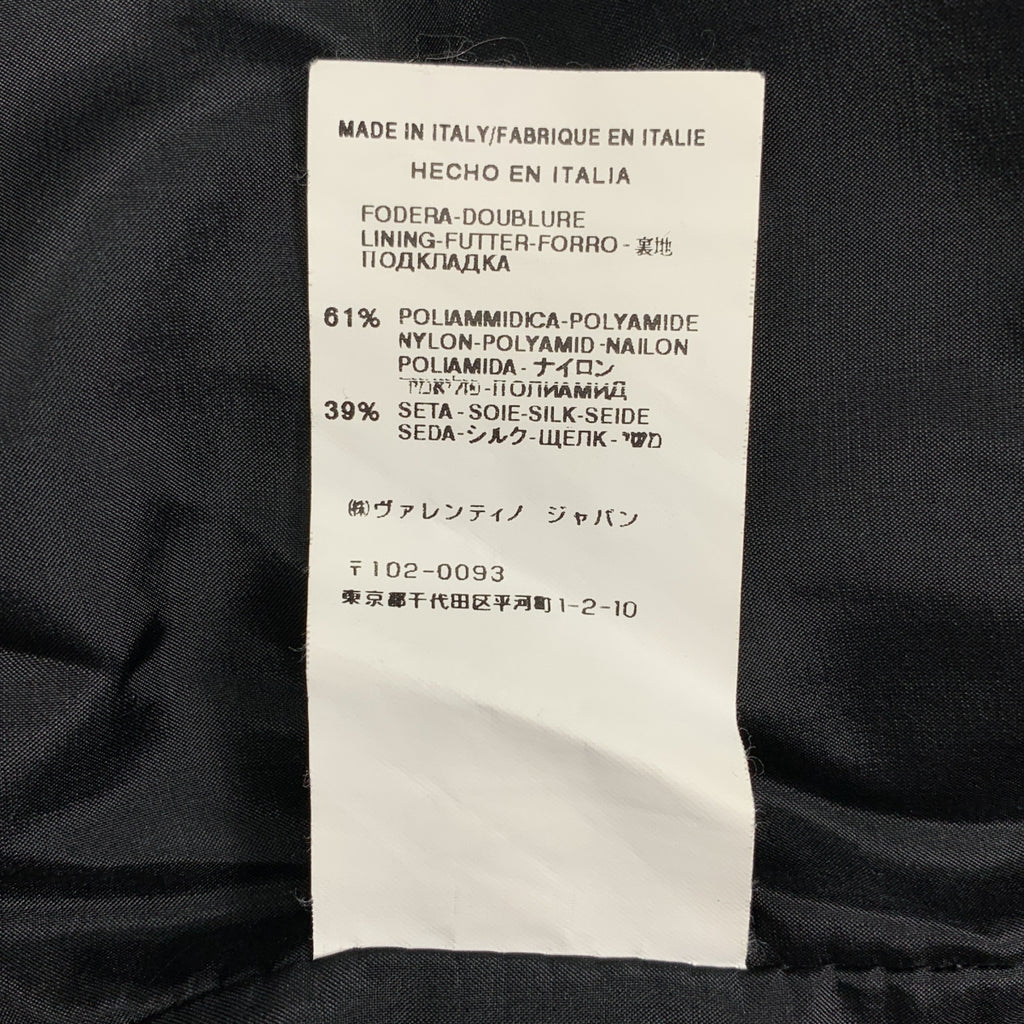 MADE IN ITALY/FABRIQUE EN ITALIE
HECHO EN ITALIA
FODERA-DOUBLURE
LINING-FUTTER-FORRO-裏地
ПОДКЛАДКА
61% POLIAMMIDICA-POLYAMIDE
NYLON-POLYAMID-NAILON
POLIAMIDA-ナイロン
פוליאמיד-ПОЛИАМИД
39% SETA-SOIE-SILK-SEIDE
SEDA-シルク-ЩЕЛК-משי
㈱ヴァレンティノ ジャパン
〒102-0093
東京都千代田区平河町1-2-10